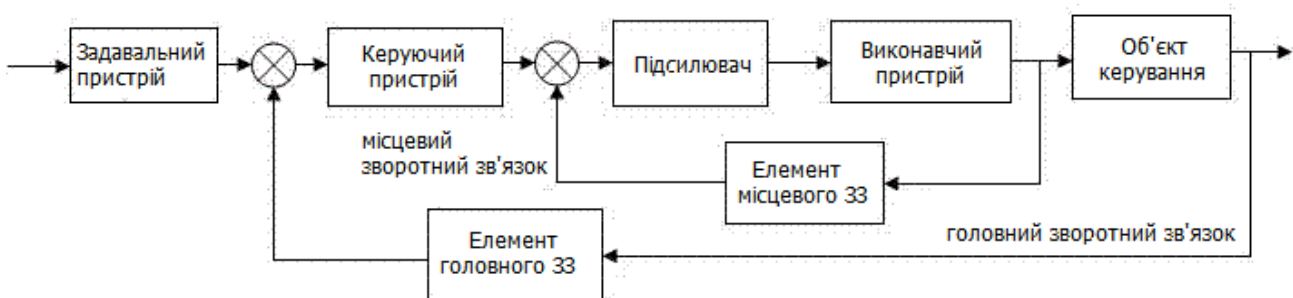 Задавальний
пристрій
Керуючий
пристрій
Підсилювач
Виконавчий
пристрій
Об'єкт
керування
місцевий
зворотний зв'язок
Елемент
місцевого ЗЗ
Елемент
головного ЗЗ
головний зворотний зв'язок